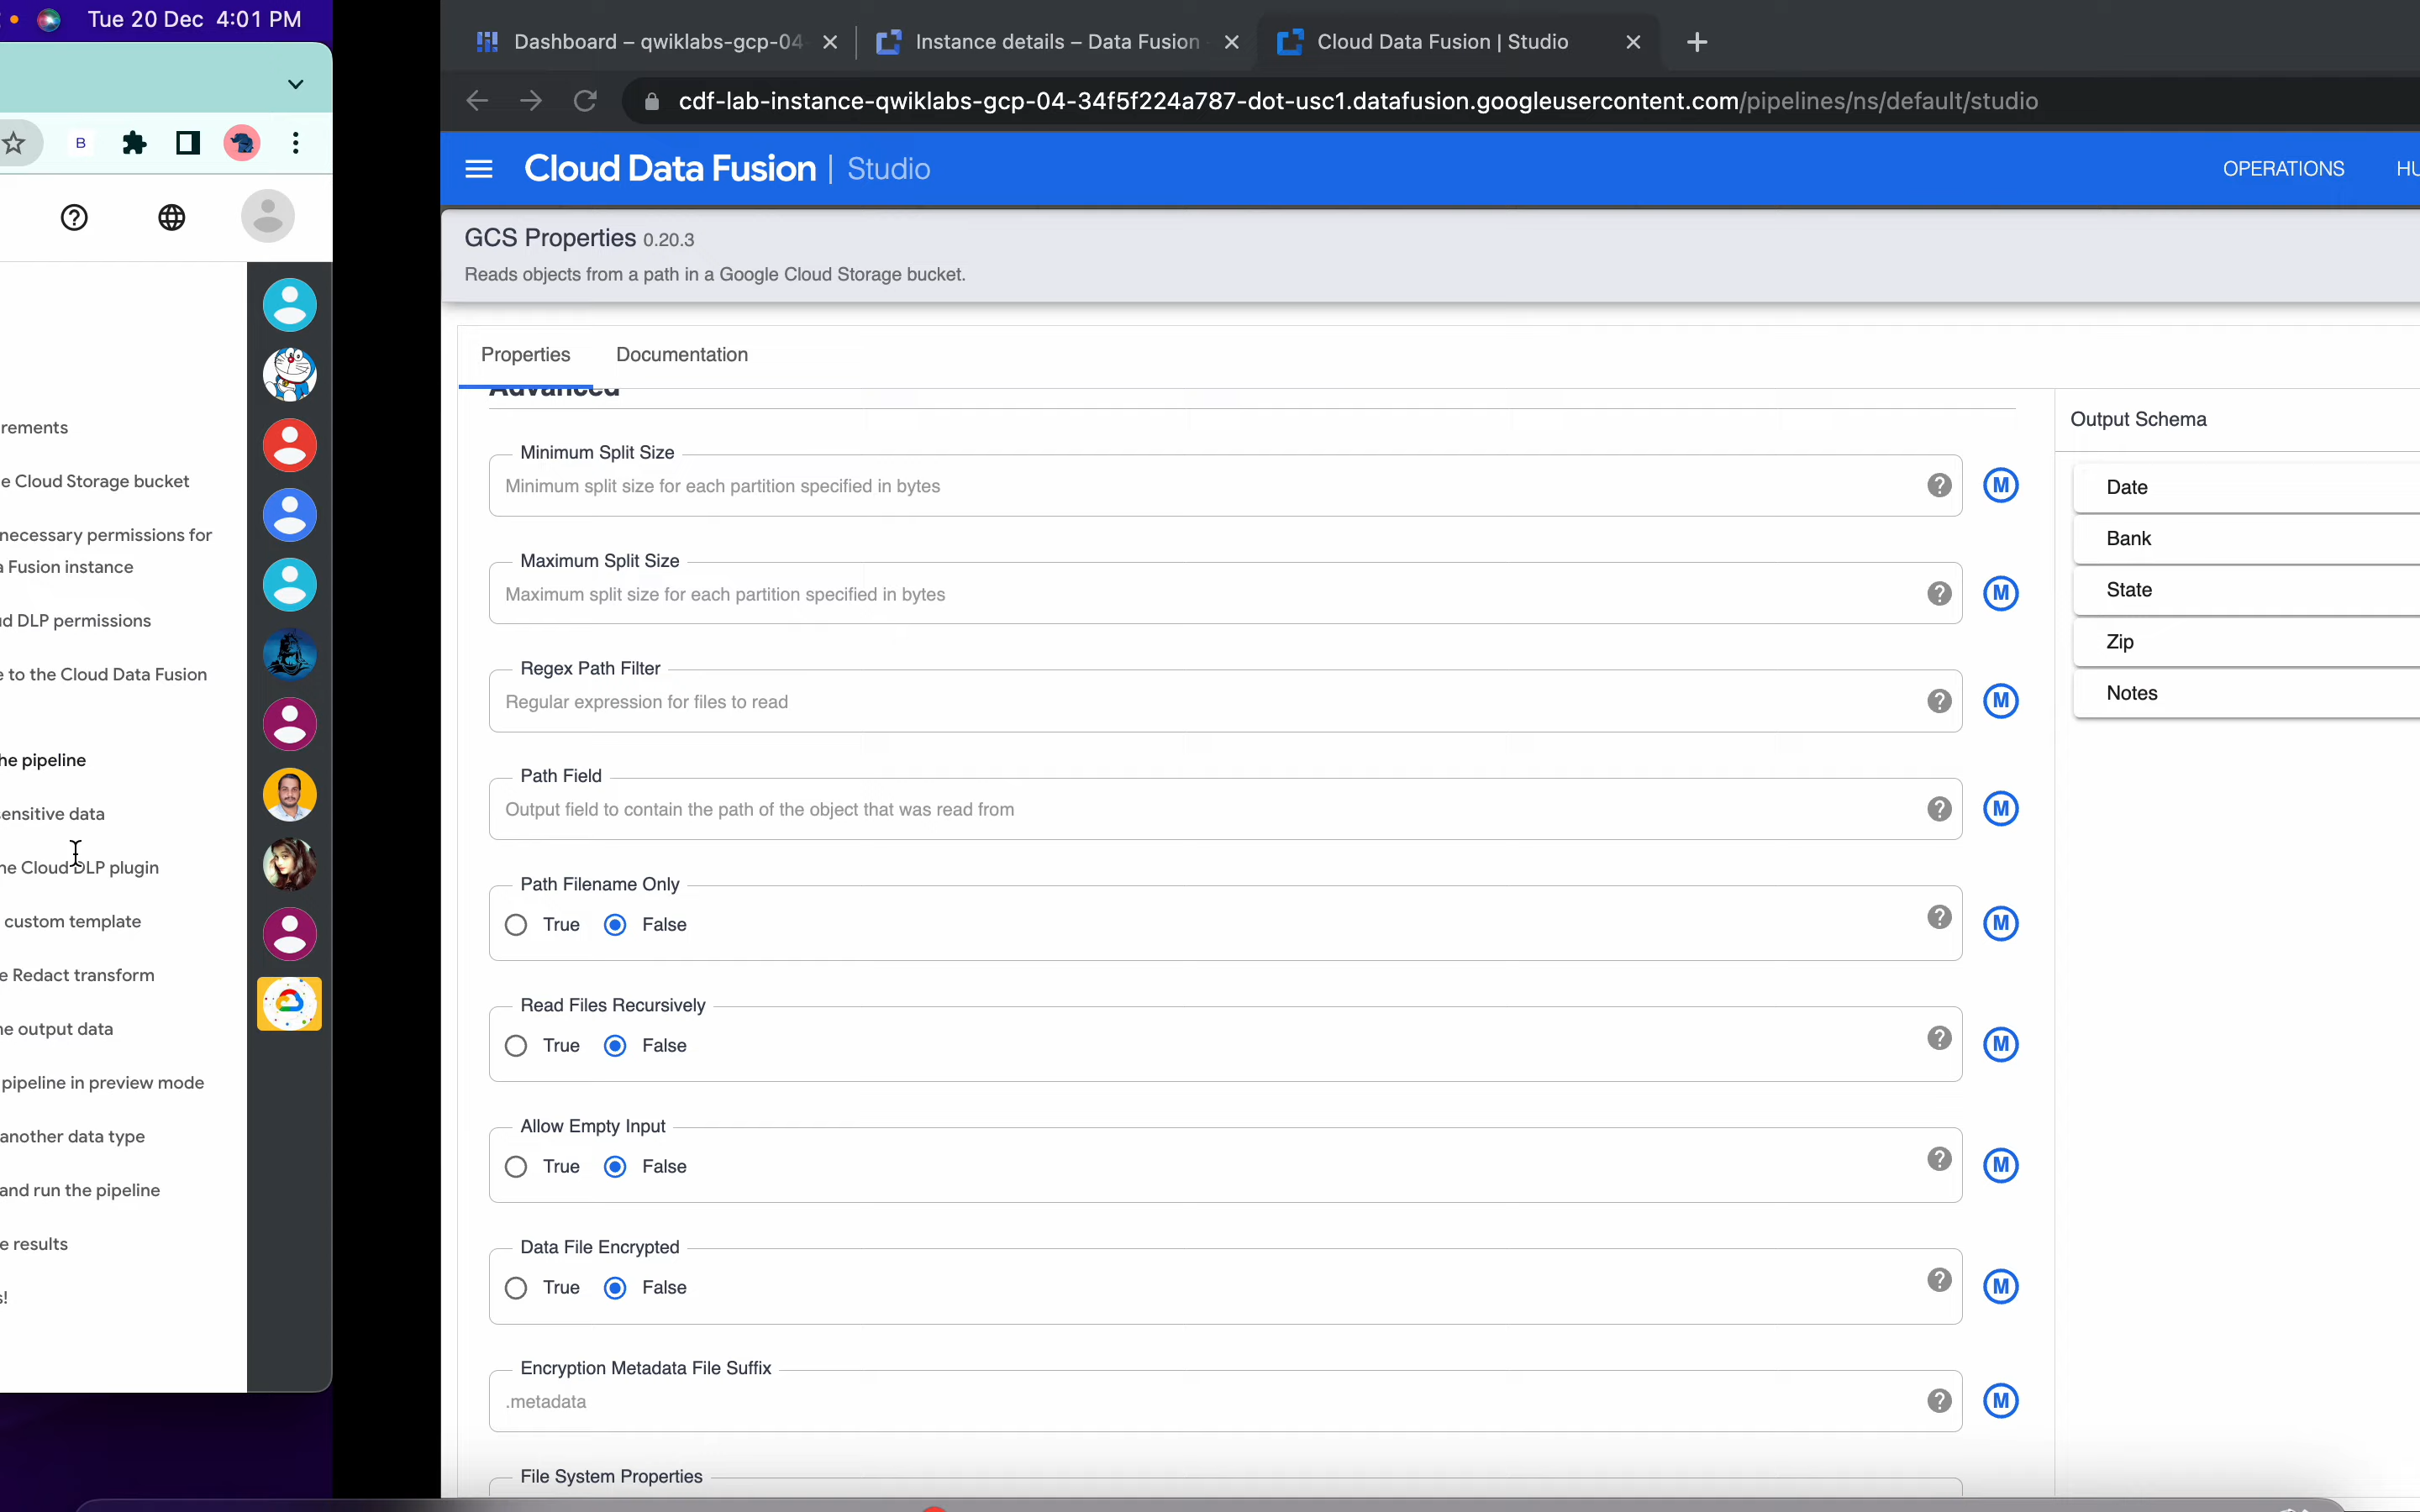 Tue 20 Dec 4:01 PM
B
rements
e Cloud Storage bucket
necessary permissions for
a Fusion instance
ud DLP permissions
e to the Cloud Data Fusion
he pipeline
sensitive data
he Cloud DLP plugin
custom template
e Redact transform
he output data
pipeline in preview mode
another data type
and run the pipeline
e results
s!
Dashboard – qwiklabs-gcp-04
Instance details – Data Fusion
Cloud Data Fusion | Studio
cdf-lab-instance-qwiklabs-gcp-04-34f5f224a787-dot-usc1.datafusion.googleusercontent.com/pipelines/ns/default/studio
Cloud Data Fusion | Studio
OPERATIONS
HU
GCS Properties 0.20.3
Reads objects from a path in a Google Cloud Storage bucket.
Properties
Documentation
Advanced
Minimum Split Size
Minimum split size for each partition specified in bytes
M
Maximum Split Size
Maximum split size for each partition specified in bytes
M
Regex Path Filter
Regular expression for files to read
M
Path Field
Output field to contain the path of the object that was read from
M
Path Filename Only
True False
M
Read Files Recursively
True False
M
Allow Empty Input
True False
M
Data File Encrypted
True False
M
Encryption Metadata File Suffix
.metadata
M
File System Properties
Output Schema
Date
Bank
State
Zip
Notes